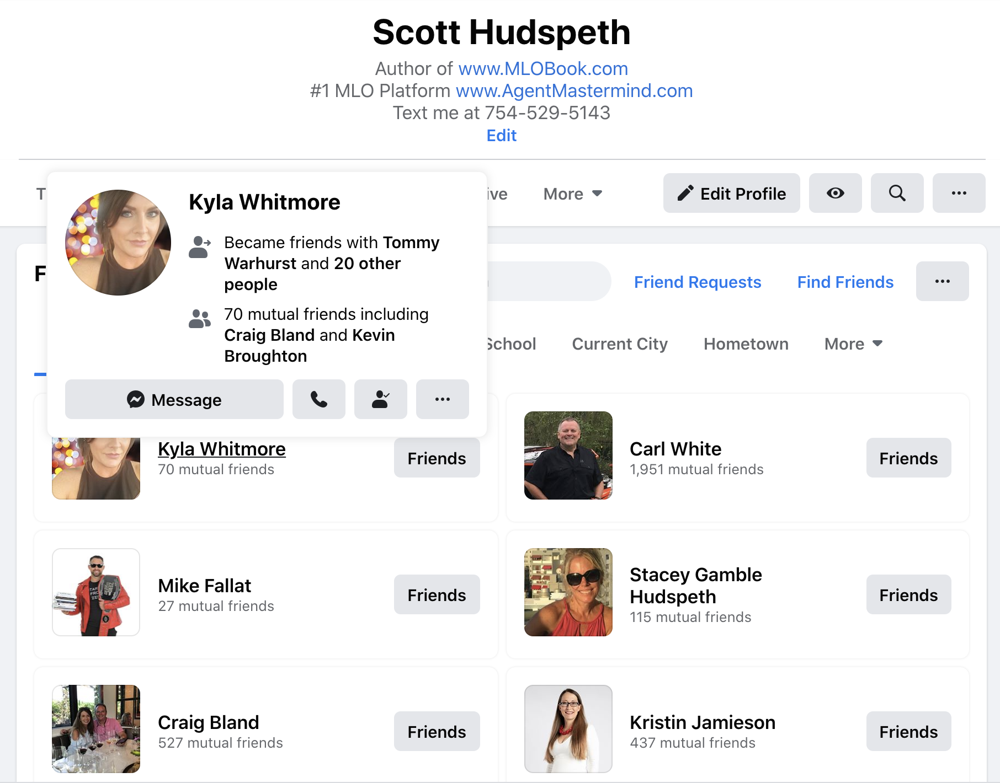 Scott Hudspeth
Author of www.MLOBook.com
#1 MLO Platform www.AgentMastermind.com
Text me at 754-529-5143
Edit
More
Edit Profile
Kyla Whitmore
Became friends with Tommy
Warhurst and 20 other
people
70 mutual friends including
Craig Bland and Kevin
Broughton
Message
Friend Requests
Find Friends
School
Current City
Hometown
More
Kyla Whitmore
70 mutual friends
Friends
Carl White
1,951 mutual friends
Friends
Mike Fallat
27 mutual friends
Friends
Stacey Gamble
Hudspeth
115 mutual friends
Friends
Craig Bland
527 mutual friends
Friends
Kristin Jamieson
437 mutual friends
Friends